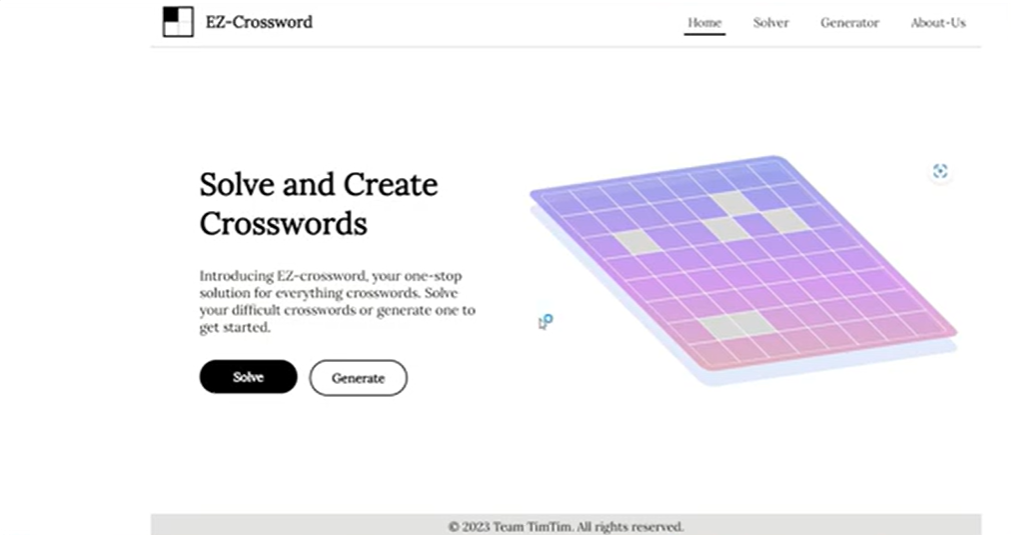 EZ-Crossword
Home
Solver
Generator
About-Us
Solve and Create
Crosswords
Introducing EZ-crossword, your one-stop
solution for everything crosswords. Solve
your difficult crosswords or generate one to
get started.
Solve
Generate
© 2023 Team TimTim. All rights reserved.